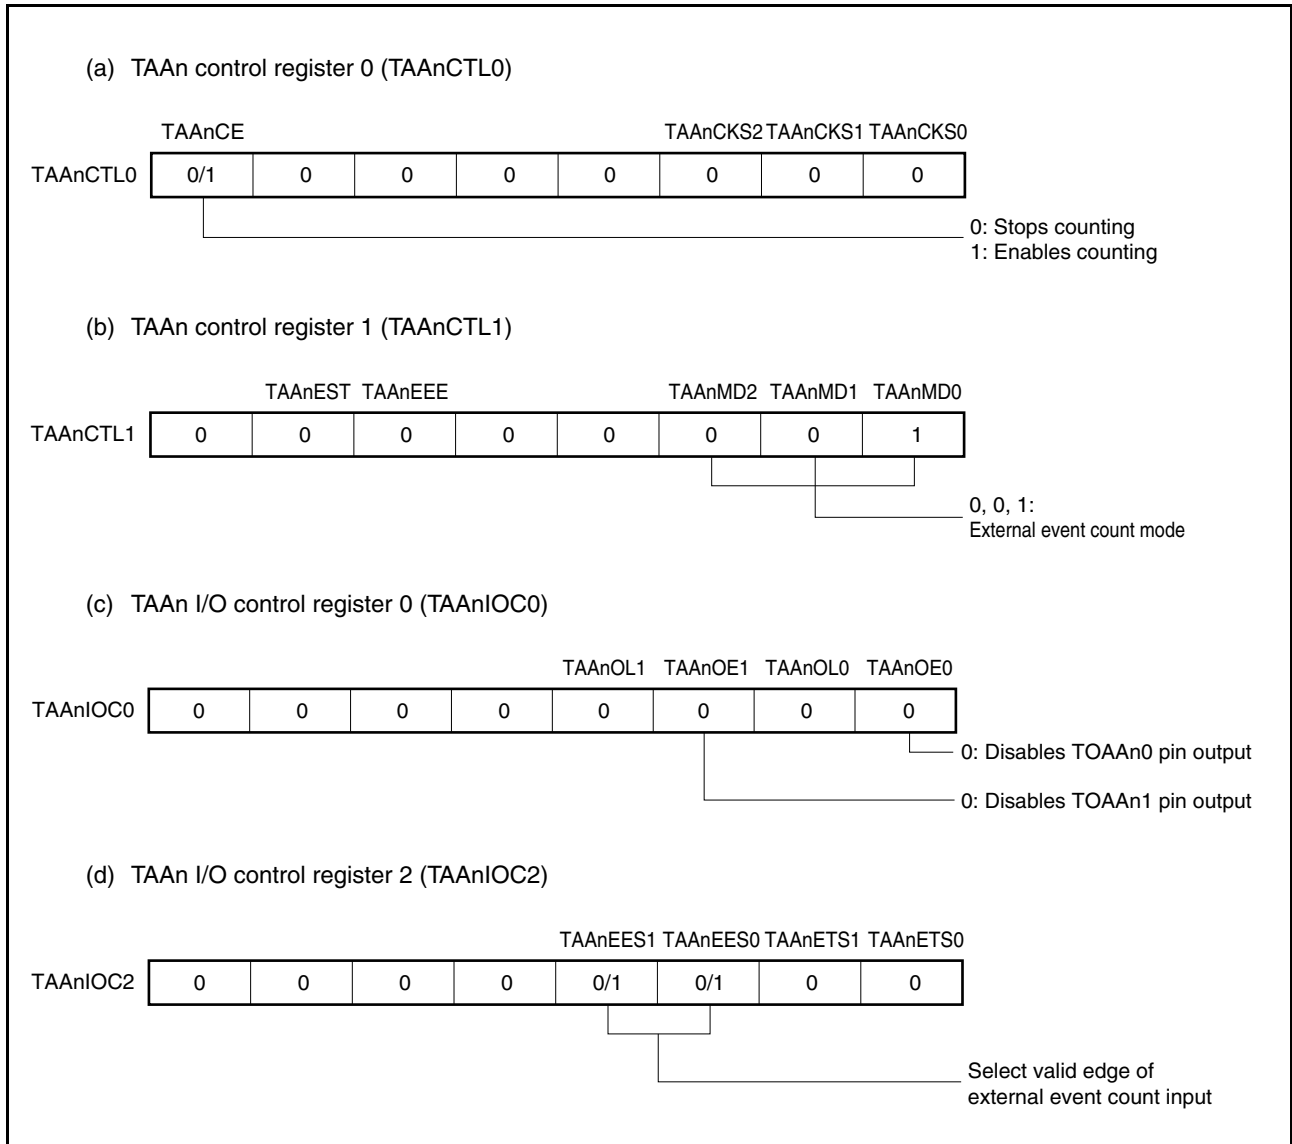 (a) TAAn control register 0 (TAAnCTL0)
TAAnCE TAAnCKS2 TAAnCKS1 TAAnCKS0
TAAnCTL0 0/1 0 0 0 0 0 0 0
0: Stops counting
1: Enables counting
(b) TAAn control register 1 (TAAnCTL1)
TAAnEST TAAnEEE TAAnMD2 TAAnMD1 TAAnMD0
TAAnCTL1 0 0 0 0 0 0 0 1
0, 0, 1:
External event count mode
(c) TAAn I/O control register 0 (TAAnIOC0)
TAAnOL1 TAAnOE1 TAAnOL0 TAAnOE0
TAAnIOC0 0 0 0 0 0 0 0 0
0: Disables TOAAn0 pin output
0: Disables TOAAn1 pin output
(d) TAAn I/O control register 2 (TAAnIOC2)
TAAnEES1 TAAnEES0 TAAnETS1 TAAnETS0
TAAnIOC2 0 0 0 0 0/1 0/1 0 0
Select valid edge of
external event count input